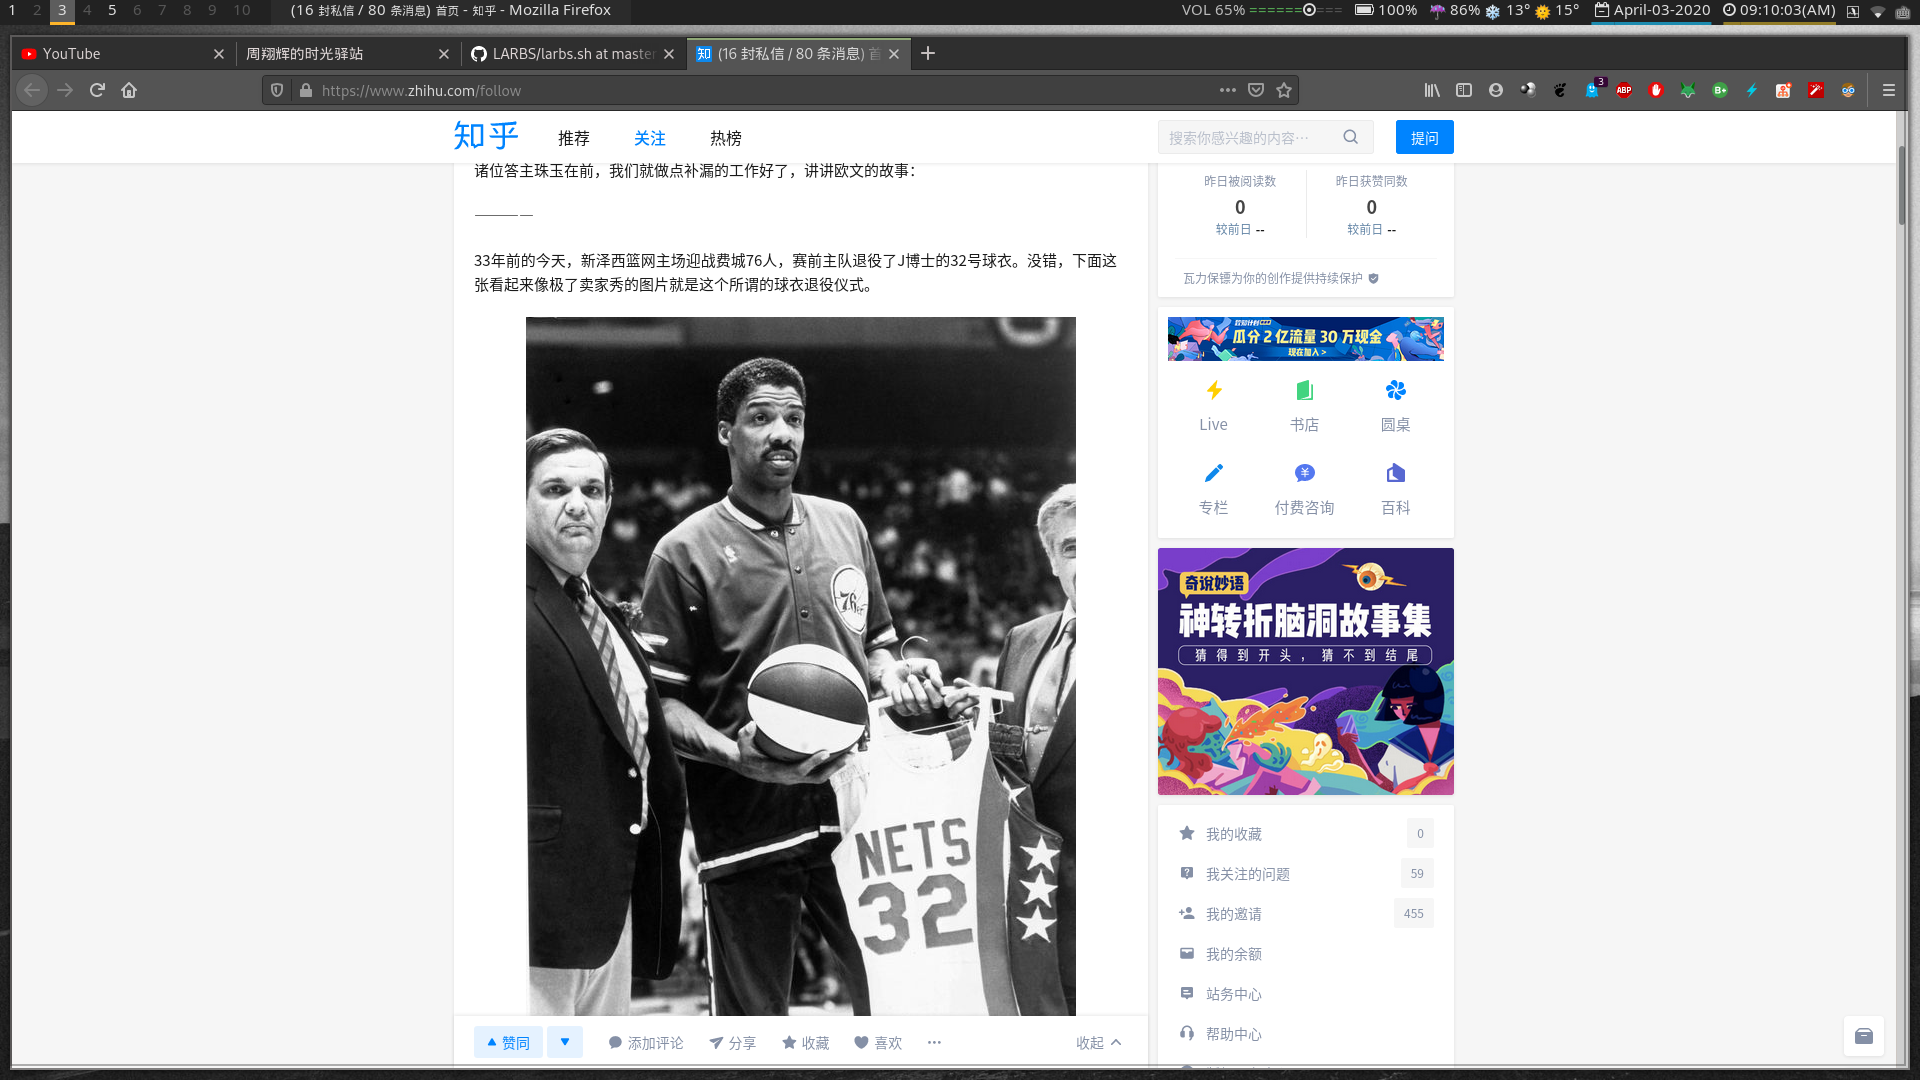 1 2 3 4 5 6 7 8 9 10 (16 封私信 / 80 条消息) 首页 - 知乎 - Mozilla Firefox VOL 65% 100% 86% 13° 15° April-03-2020 09:10:03(AM)
YouTube 周翔辉的时光驿站 LARBS/larbs.sh at master (16 封私信 / 80 条消息) 首
https://www.zhihu.com/follow ABP B+ 3
知乎 推荐 关注 热榜 搜索你感兴趣的内容… 提问
诸位答主珠玉在前，我们就做点补漏的工作好了，讲讲欧文的故事：
————
33年前的今天，新泽西篮网主场迎战费城76人，赛前主队退役了J博士的32号球衣。没错，下面这
张看起来像极了卖家秀的图片就是这个所谓的球衣退役仪式。
76
NETS
32
赞同 添加评论 分享 收藏 喜欢 收起
昨日被阅读数 昨日获赞同数
0 0
较前日 -- 较前日 --
瓦力保镖为你的创作提供持续保护
瓜分 2 亿流量 30 万现金
现在加入 >
Live 书店 圆桌
专栏 付费咨询 百科
奇说妙语
神转折脑洞故事集
猜得到开头，猜不到结尾
我的收藏 0
我关注的问题 59
我的邀请 455
我的余额
站务中心
帮助中心